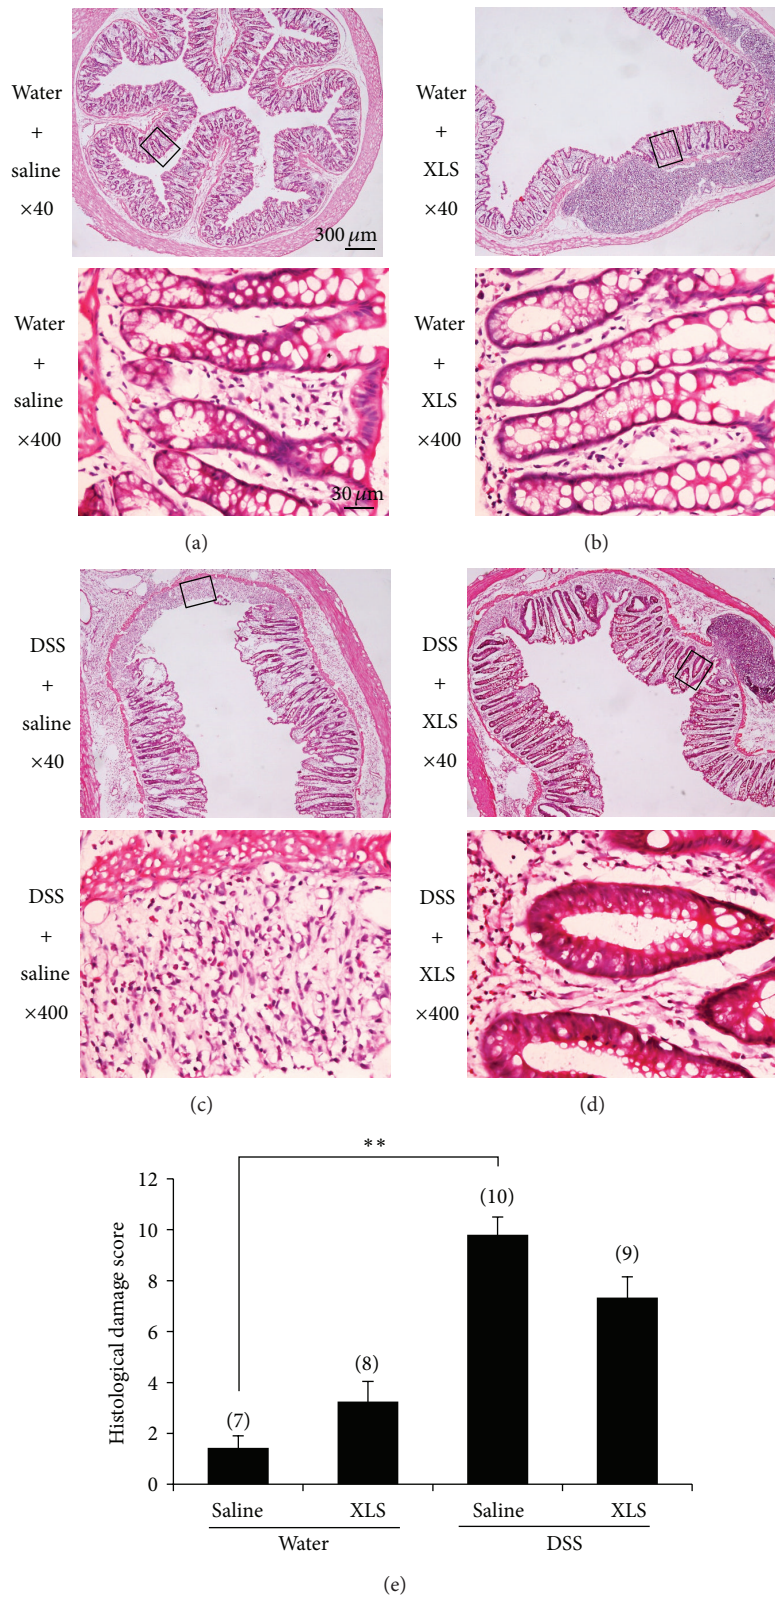 Water
+
saline
×40
300 μm
Water
+
XLS
×40
Water
+
saline
×400
30 μm
Water
+
XLS
×400
(a)
(b)
DSS
+
saline
×40
DSS
+
XLS
×40
DSS
+
saline
×400
DSS
+
XLS
×400
(c)
(d)
**
Histological damage score
12
10
8
6
4
2
0
(7)
(8)
(10)
(9)
Saline
XLS
Saline
XLS
Water
DSS
(e)